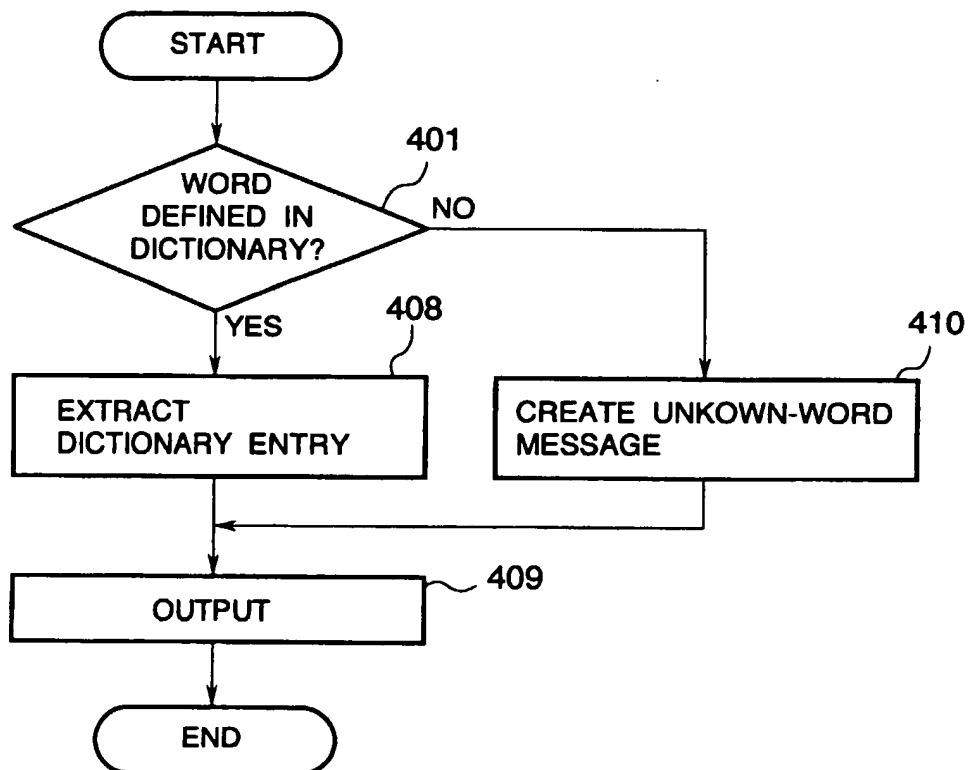 START
401
WORD
DEFINED IN
DICTIONARY?
NO
YES
408
410
EXTRACT
DICTIONARY ENTRY
CREATE UNKOWN-WORD
MESSAGE
409
OUTPUT
END